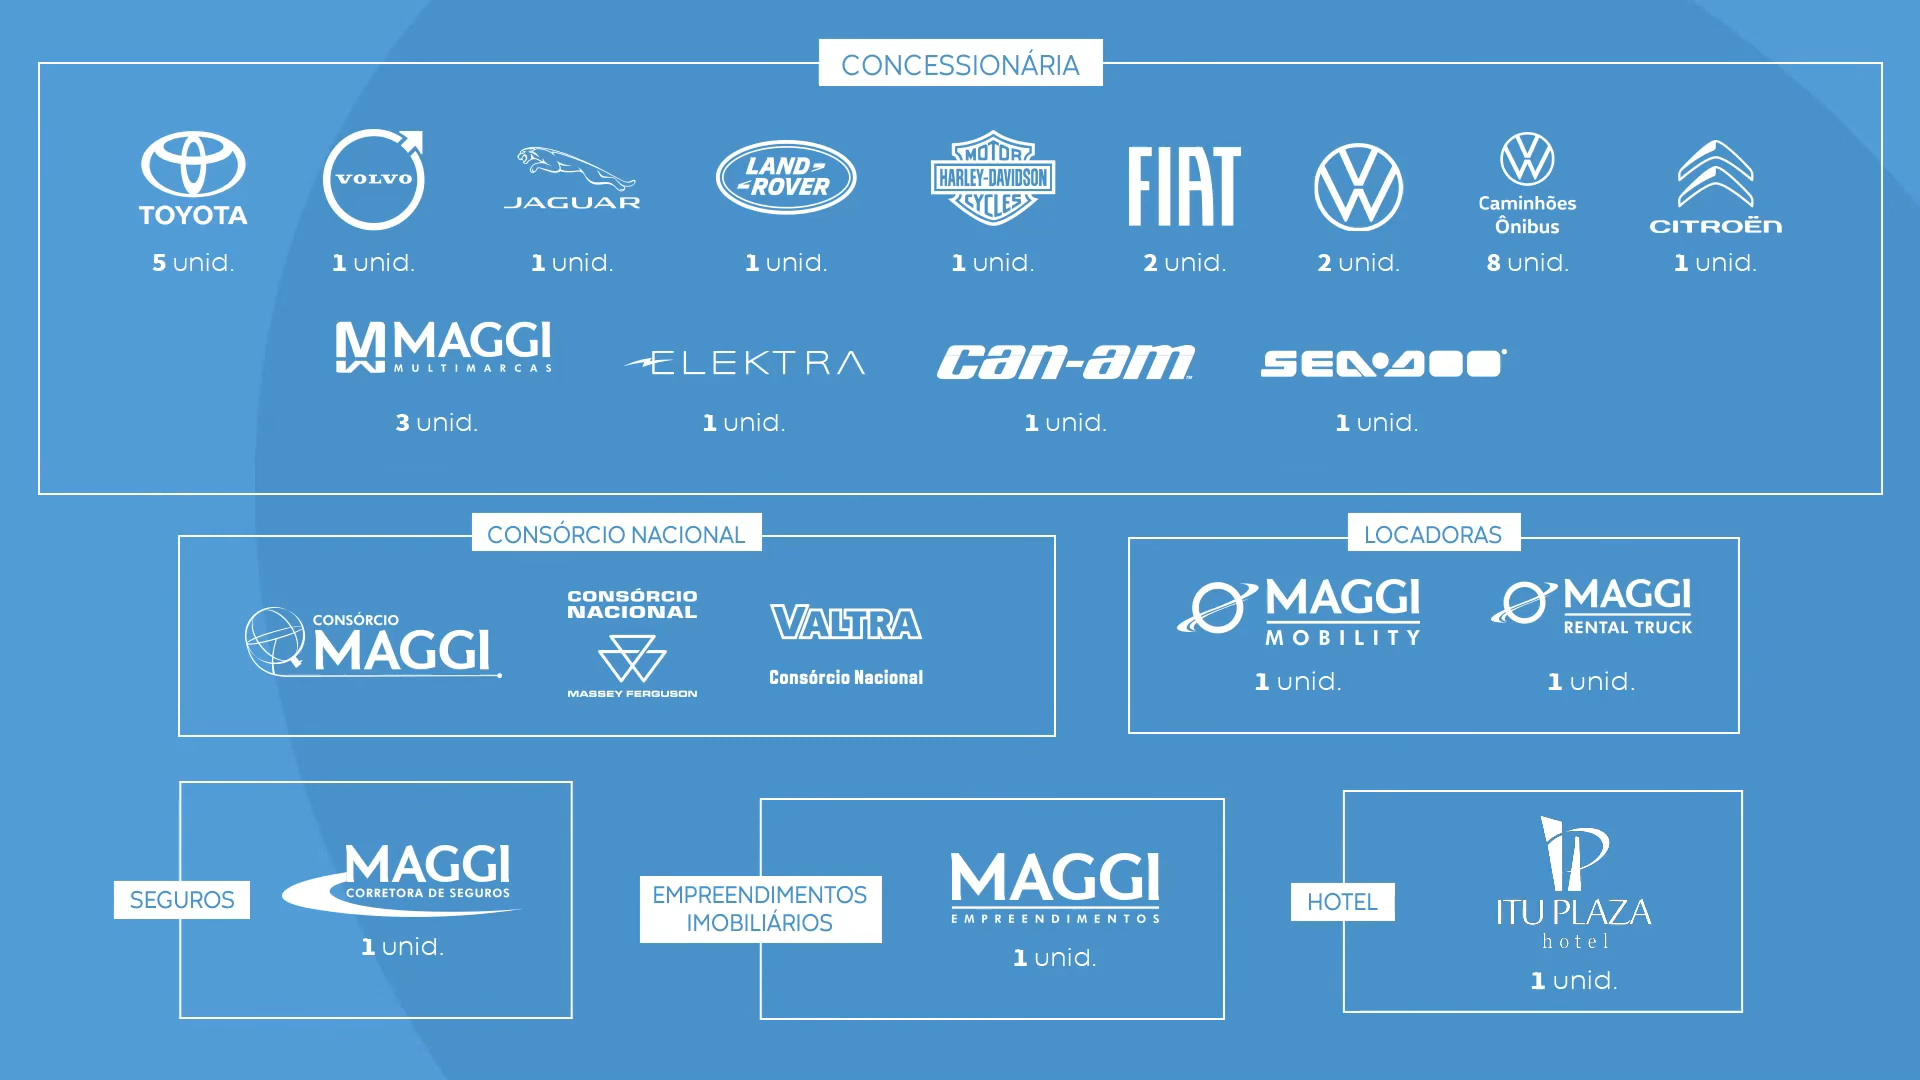 CONCESSIONÁRIA
TOYOTA
5 unid.
VOLVO
1 unid.
JAGUAR
1 unid.
LAND-
-ROVER
1 unid.
MOTOR
HARLEY-DAVIDSON
CYCLES
1 unid.
FIAT
2 unid.
2 unid.
Caminhões
Ônibus
8 unid.
CITROËN
1 unid.
MAGGI
MULTIMARCAS
3 unid.
ELEKTRA
1 unid.
can-am
1 unid.
SEA-DOO
1 unid.
CONSÓRCIO NACIONAL
CONSÓRCIO
MAGGI
CONSÓRCIO
NACIONAL
MASSEY FERGUSON
VALTRA
Consórcio Nacional
LOCADORAS
MAGGI
MOBILITY
1 unid.
MAGGI
RENTAL TRUCK
1 unid.
SEGUROS
MAGGI
CORRETORA DE SEGUROS
1 unid.
EMPREENDIMENTOS
IMOBILIÁRIOS
MAGGI
EMPREENDIMENTOS
1 unid.
HOTEL
ITU PLAZA
hotel
1 unid.